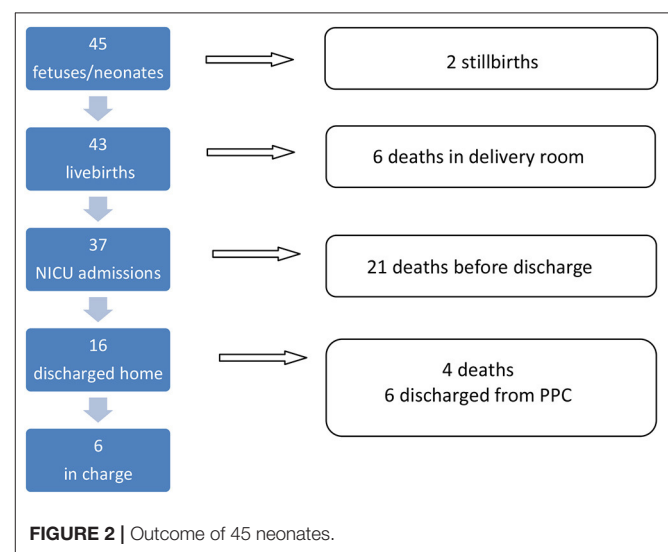 45
fetuses/neonates
2 stillbirths
43
livebirths
6 deaths in delivery room
37
NICU admissions
21 deaths before discharge
16
discharged home
4 deaths
6 discharged from PPC
6
in charge
FIGURE 2 | Outcome of 45 neonates.